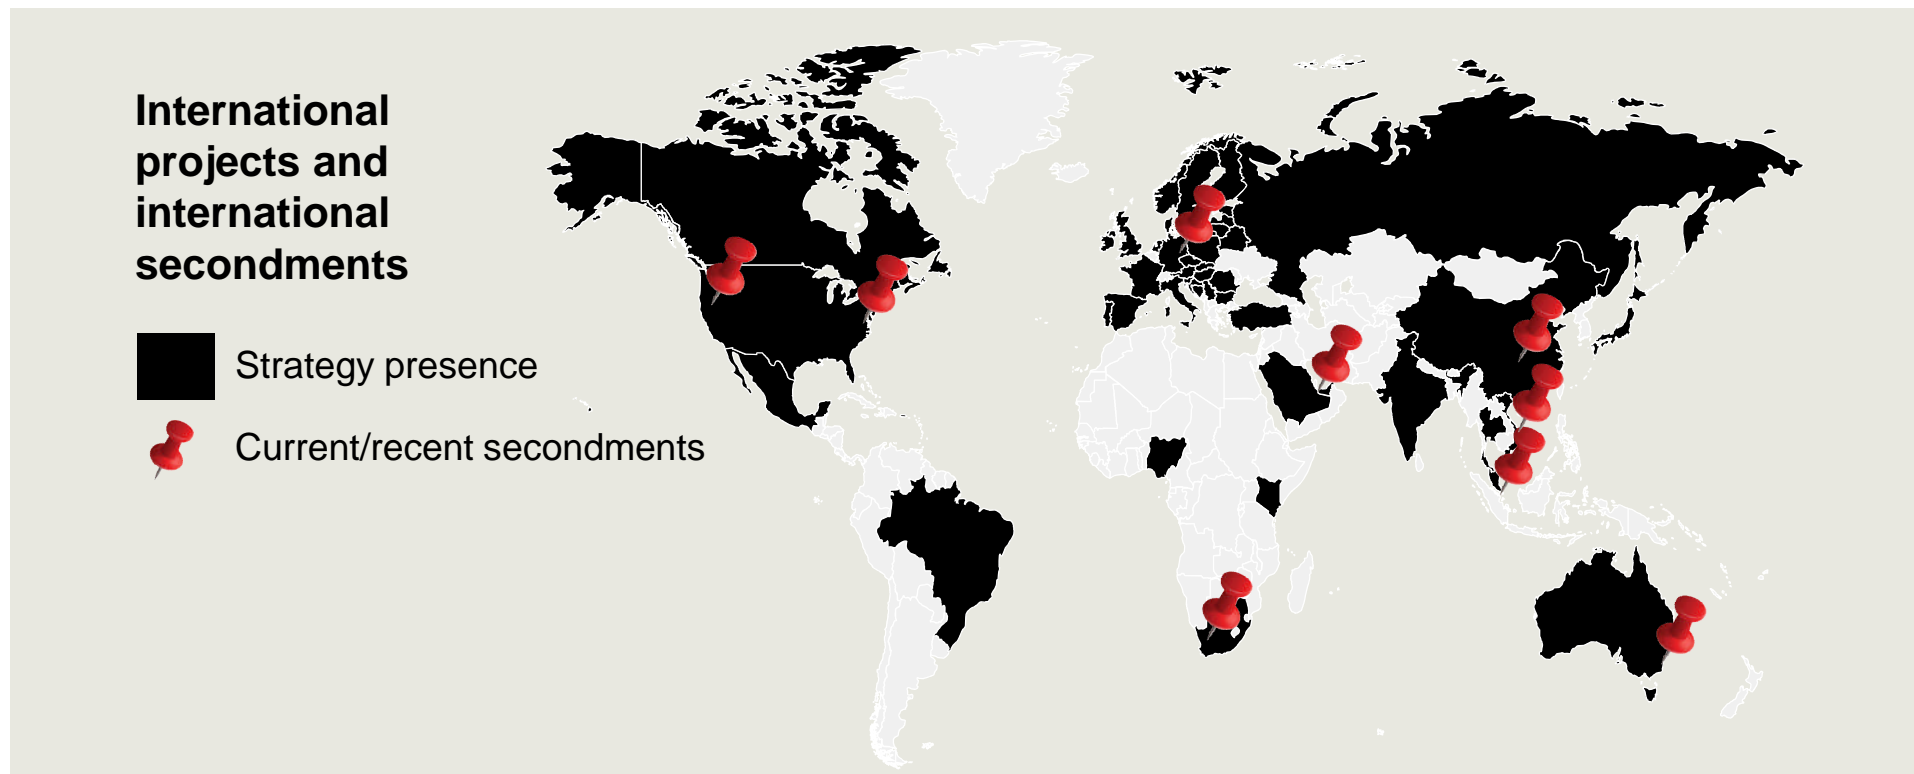 International
projects and
international
secondments
Strategy presence
Current/recent secondments